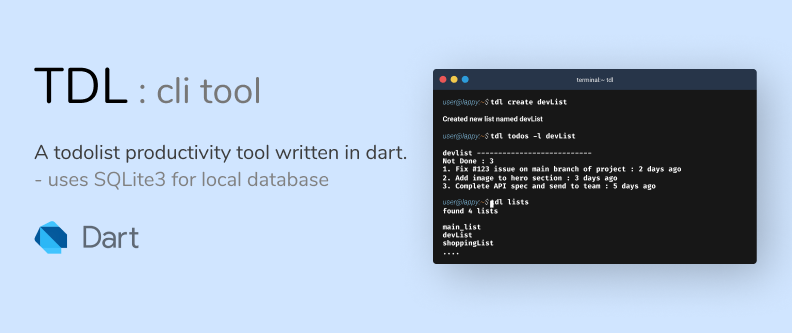 TDL : cli tool
A todolist productivity tool written in dart.
- uses SQLite3 for local database
Dart
terminal:~ tdl
user@lappy:~$ tdl create devList
Created new list named devList
user@lappy:~$ tdl todos -l devList
devlist ---------------------------
Not Done : 3
1. Fix #123 issue on main branch of project : 2 days ago
2. Add image to hero section : 3 days ago
3. Complete API spec and send to team : 5 days ago
user@lappy:~$ tdl lists
found 4 lists
main_list
devList
shoppingList
....